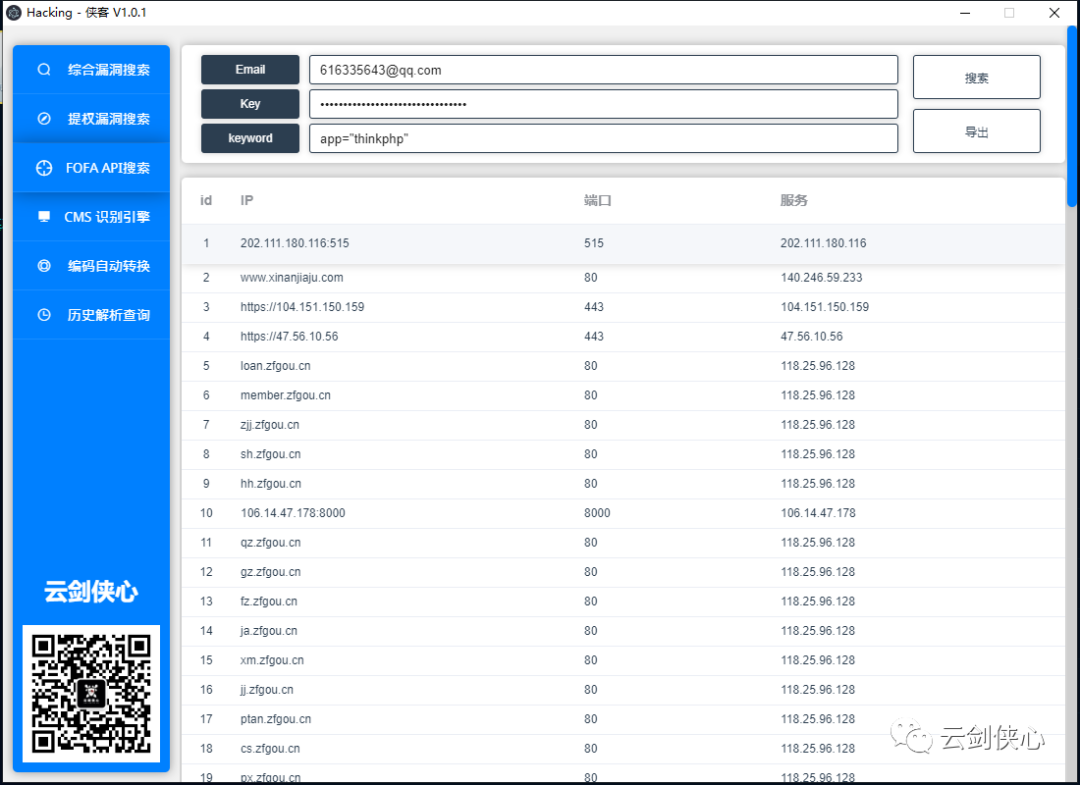 Hacking - 侠客 V1.0.1
综合漏洞搜索
提权漏洞搜索
FOFA API搜索
CMS 识别引擎
编码自动转换
历史解析查询
云剑侠心
Email 616335643@qq.com
Key ••••••••••••••••••••••••••••••••
keyword app="thinkphp"
搜索
导出
id IP 端口 服务
1 202.111.180.116:515 515 202.111.180.116
2 www.xinanjiaju.com 80 140.246.59.233
3 https://104.151.150.159 443 104.151.150.159
4 https://47.56.10.56 443 47.56.10.56
5 loan.zfgou.cn 80 118.25.96.128
6 member.zfgou.cn 80 118.25.96.128
7 zjj.zfgou.cn 80 118.25.96.128
8 sh.zfgou.cn 80 118.25.96.128
9 hh.zfgou.cn 80 118.25.96.128
10 106.14.47.178:8000 8000 106.14.47.178
11 qz.zfgou.cn 80 118.25.96.128
12 gz.zfgou.cn 80 118.25.96.128
13 fz.zfgou.cn 80 118.25.96.128
14 ja.zfgou.cn 80 118.25.96.128
15 xm.zfgou.cn 80 118.25.96.128
16 jj.zfgou.cn 80 118.25.96.128
17 ptan.zfgou.cn 80 118.25.96.128
18 cs.zfgou.cn 80 118.25.96.128
19 px.zfgou.cn 80 118.25.96.128
云剑侠心